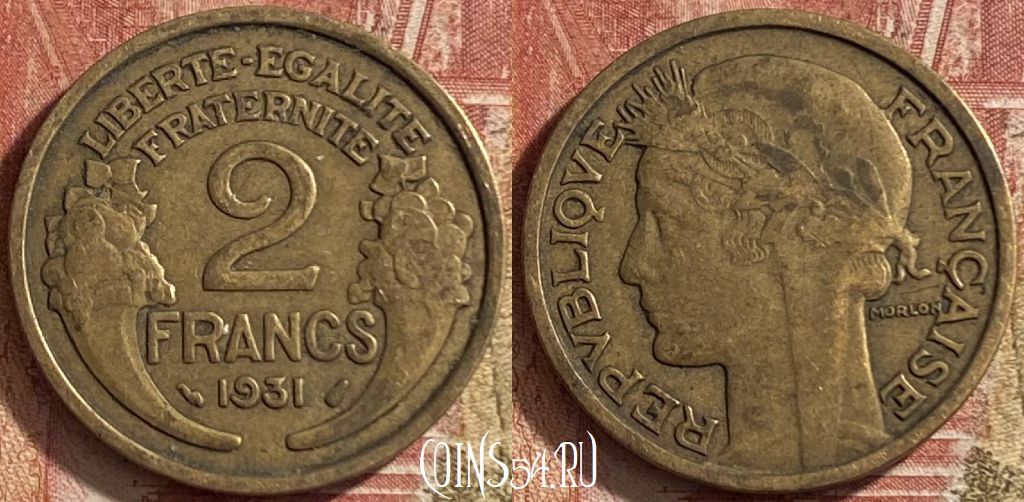 LIBERTE-EGALITE
FRATERNITE
2
FRANCS
1931
REPVBLIQVE FRANÇAISE
MORLON
COINS54.RU